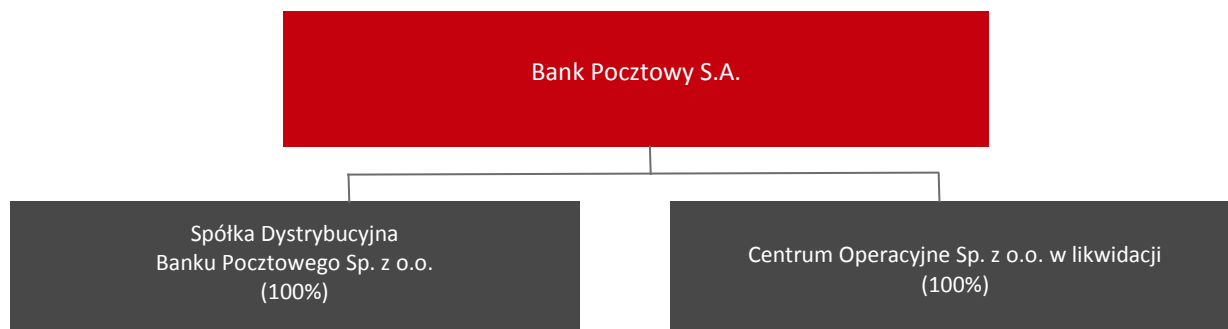 Bank Pocztowy S.A.
Spółka Dystrybucyjna
Banku Pocztowego Sp. z o.o.
(100%)
Centrum Operacyjne Sp. z o.o. w likwidacji
(100%)